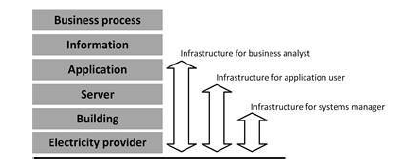 Business process
Information
Infrastructure for business analyst
Application
Infrastructure for application user
Server
Infrastructure for systems manager
Building
Electricity provider